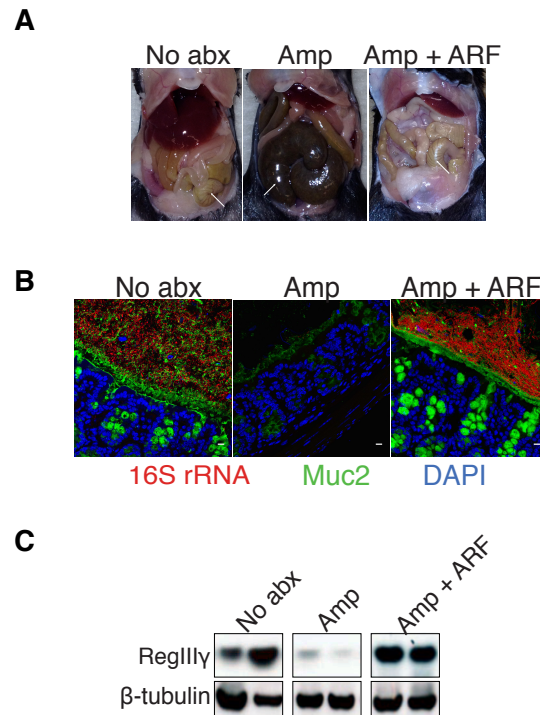 A
No abx Amp Amp + ARF
B
No abx Amp Amp + ARF
16S rRNA Muc2 DAPI
C
No abx Amp Amp + ARF
RegIIIγ
β-tubulin